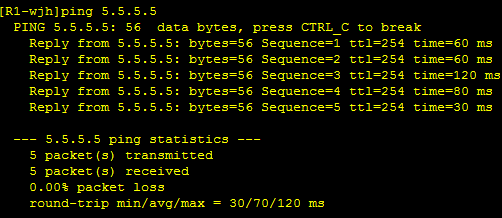 [R1-wjh]ping 5.5.5.5
PING 5.5.5.5: 56  data bytes, press CTRL_C to break
Reply from 5.5.5.5: bytes=56 Sequence=1 ttl=254 time=60 ms
Reply from 5.5.5.5: bytes=56 Sequence=2 ttl=254 time=60 ms
Reply from 5.5.5.5: bytes=56 Sequence=3 ttl=254 time=120 ms
Reply from 5.5.5.5: bytes=56 Sequence=4 ttl=254 time=80 ms
Reply from 5.5.5.5: bytes=56 Sequence=5 ttl=254 time=30 ms
--- 5.5.5.5 ping statistics ---
5 packet(s) transmitted
5 packet(s) received
0.00% packet loss
round-trip min/avg/max = 30/70/120 ms